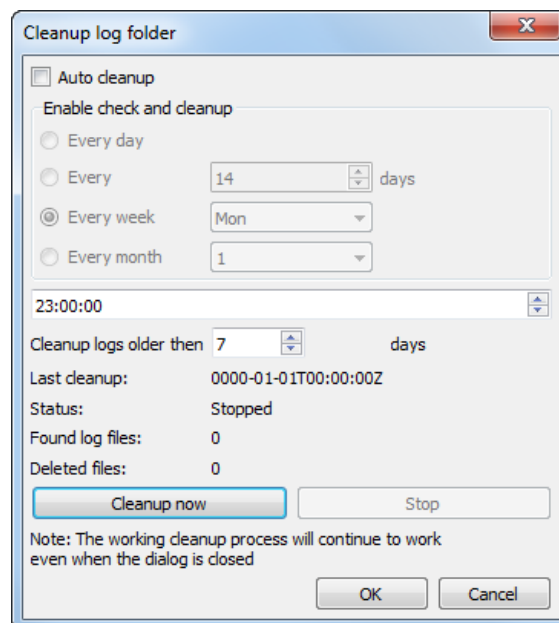 Cleanup log folder
Auto cleanup
Enable check and cleanup
Every day
Every 14 days
Every week Mon
Every month 1
23:00:00
Cleanup logs older then 7 days
Last cleanup: 0000-01-01T00:00:00Z
Status: Stopped
Found log files: 0
Deleted files: 0
Cleanup now Stop
Note: The working cleanup process will continue to work
even when the dialog is closed
OK Cancel